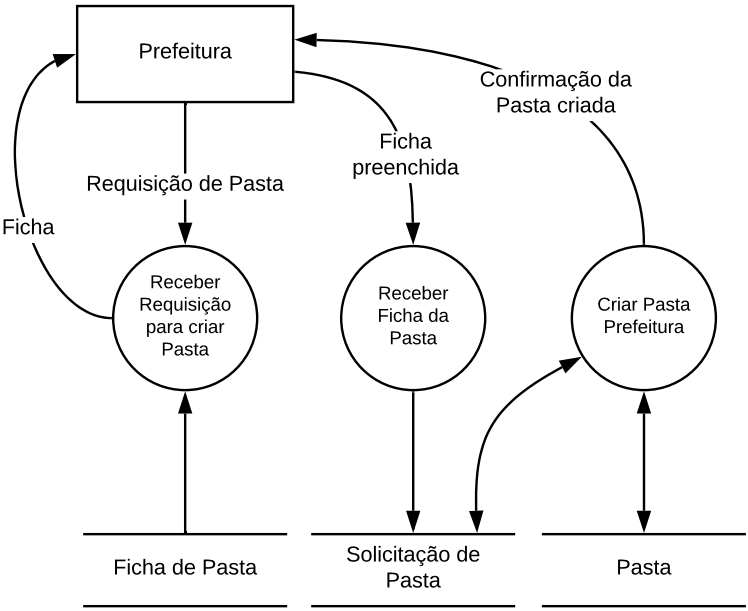 Prefeitura
Confirmação da
Pasta criada
Ficha
preenchida
Requisição de Pasta
Ficha
Receber
Requisição
para criar
Pasta
Receber
Ficha da
Pasta
Criar Pasta
Prefeitura
Ficha de Pasta
Solicitação de
Pasta
Pasta